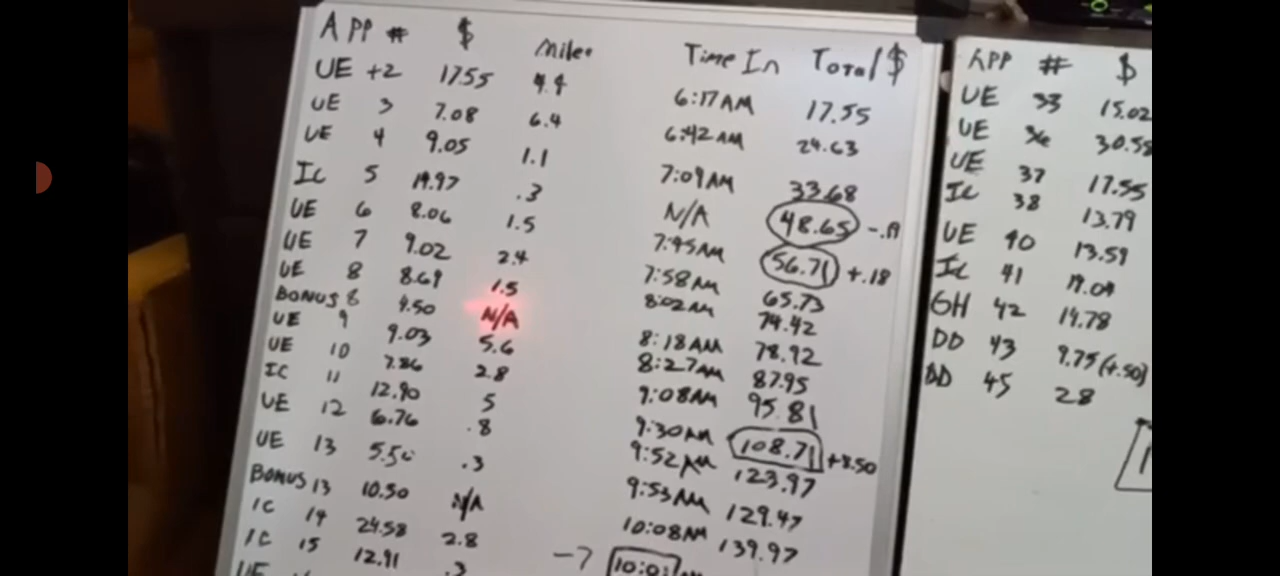 APP # $ Miles Time In Total $
UE +2 17.55 4.4 6:17AM 17.55
UE 3 7.08 6.4 6:42AM 24.63
UE 4 9.05 1.1 7:09AM 33.68
IC 5 14.97 .3 N/A 48.65 -.19
UE 6 8.06 1.5 7:45AM 56.71 +.18
UE 7 9.02 2.4 7:58AM 65.73
UE 8 8.69 1.5 8:02AM 74.42
BONUS 8 4.50 N/A 78.92
UE 9 9.03 5.6 8:18AM 87.95
UE 10 7.86 2.8 8:27AM 95.81
IC 11 12.90 5 9:08AM 108.71 +8.50
UE 12 6.76 .8 9:30AM 123.97
UE 13 5.50 .3 9:52AM 129.47
BONUS 13 10.50 N/A 9:53AM 139.97
IC 14 24.58 2.8 10:08AM
IC 15 12.91 .3 -7 10:01
UE
APP # $
UE 33 15.02
UE 36 30.58
UE 37 17.55
IC 38 13.79
UE 40 13.59
IC 41 19.04
GH 42 14.78
DD 43 9.75 (+.50)
DD 45 28